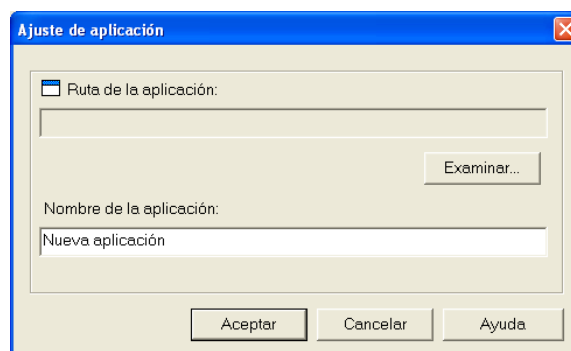 Ajuste de aplicación
Ruta de la aplicación:
Examinar...
Nombre de la aplicación:
Nueva aplicación
Aceptar Cancelar Ayuda